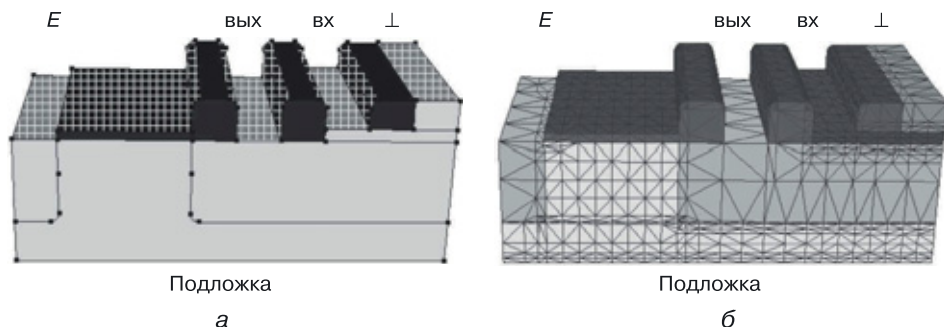 E вых вх ⊥ E вых вх ⊥
Подложка Подложка
а б